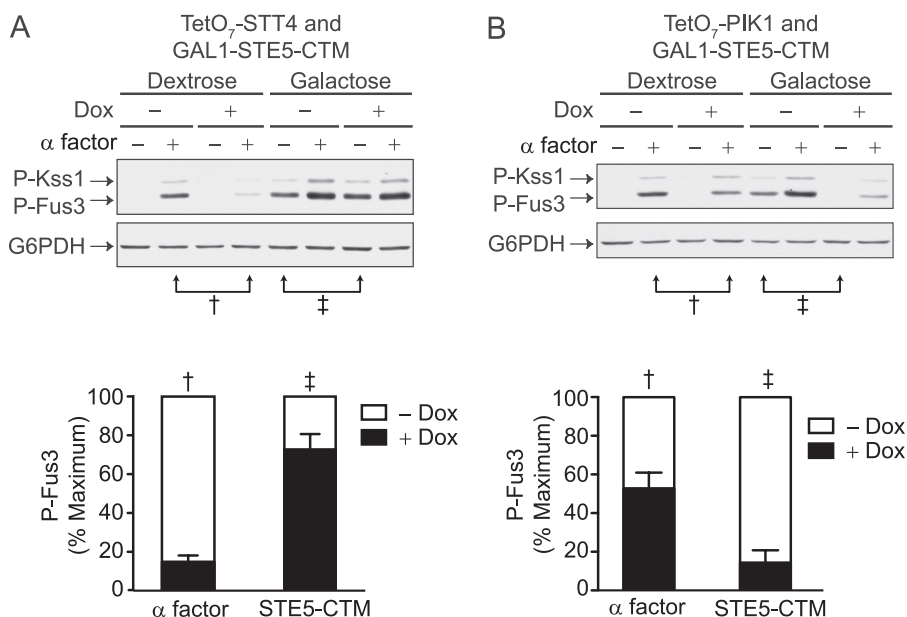 A
TetO₇-STT4 and
GAL1-STE5-CTM
Dextrose Galactose
Dox − + − +
α factor − + − + − + − +
P-Kss1
P-Fus3
G6PDH
† ‡
P-Fus3
(% Maximum)
100
80
60
40
20
0
† ‡
− Dox
+ Dox
α factor STE5-CTM
B
TetO₇-PIK1 and
GAL1-STE5-CTM
Dextrose Galactose
Dox − + − +
α factor − + − + − + − +
P-Kss1
P-Fus3
G6PDH
† ‡
P-Fus3
(% Maximum)
100
80
60
40
20
0
† ‡
− Dox
+ Dox
α factor STE5-CTM